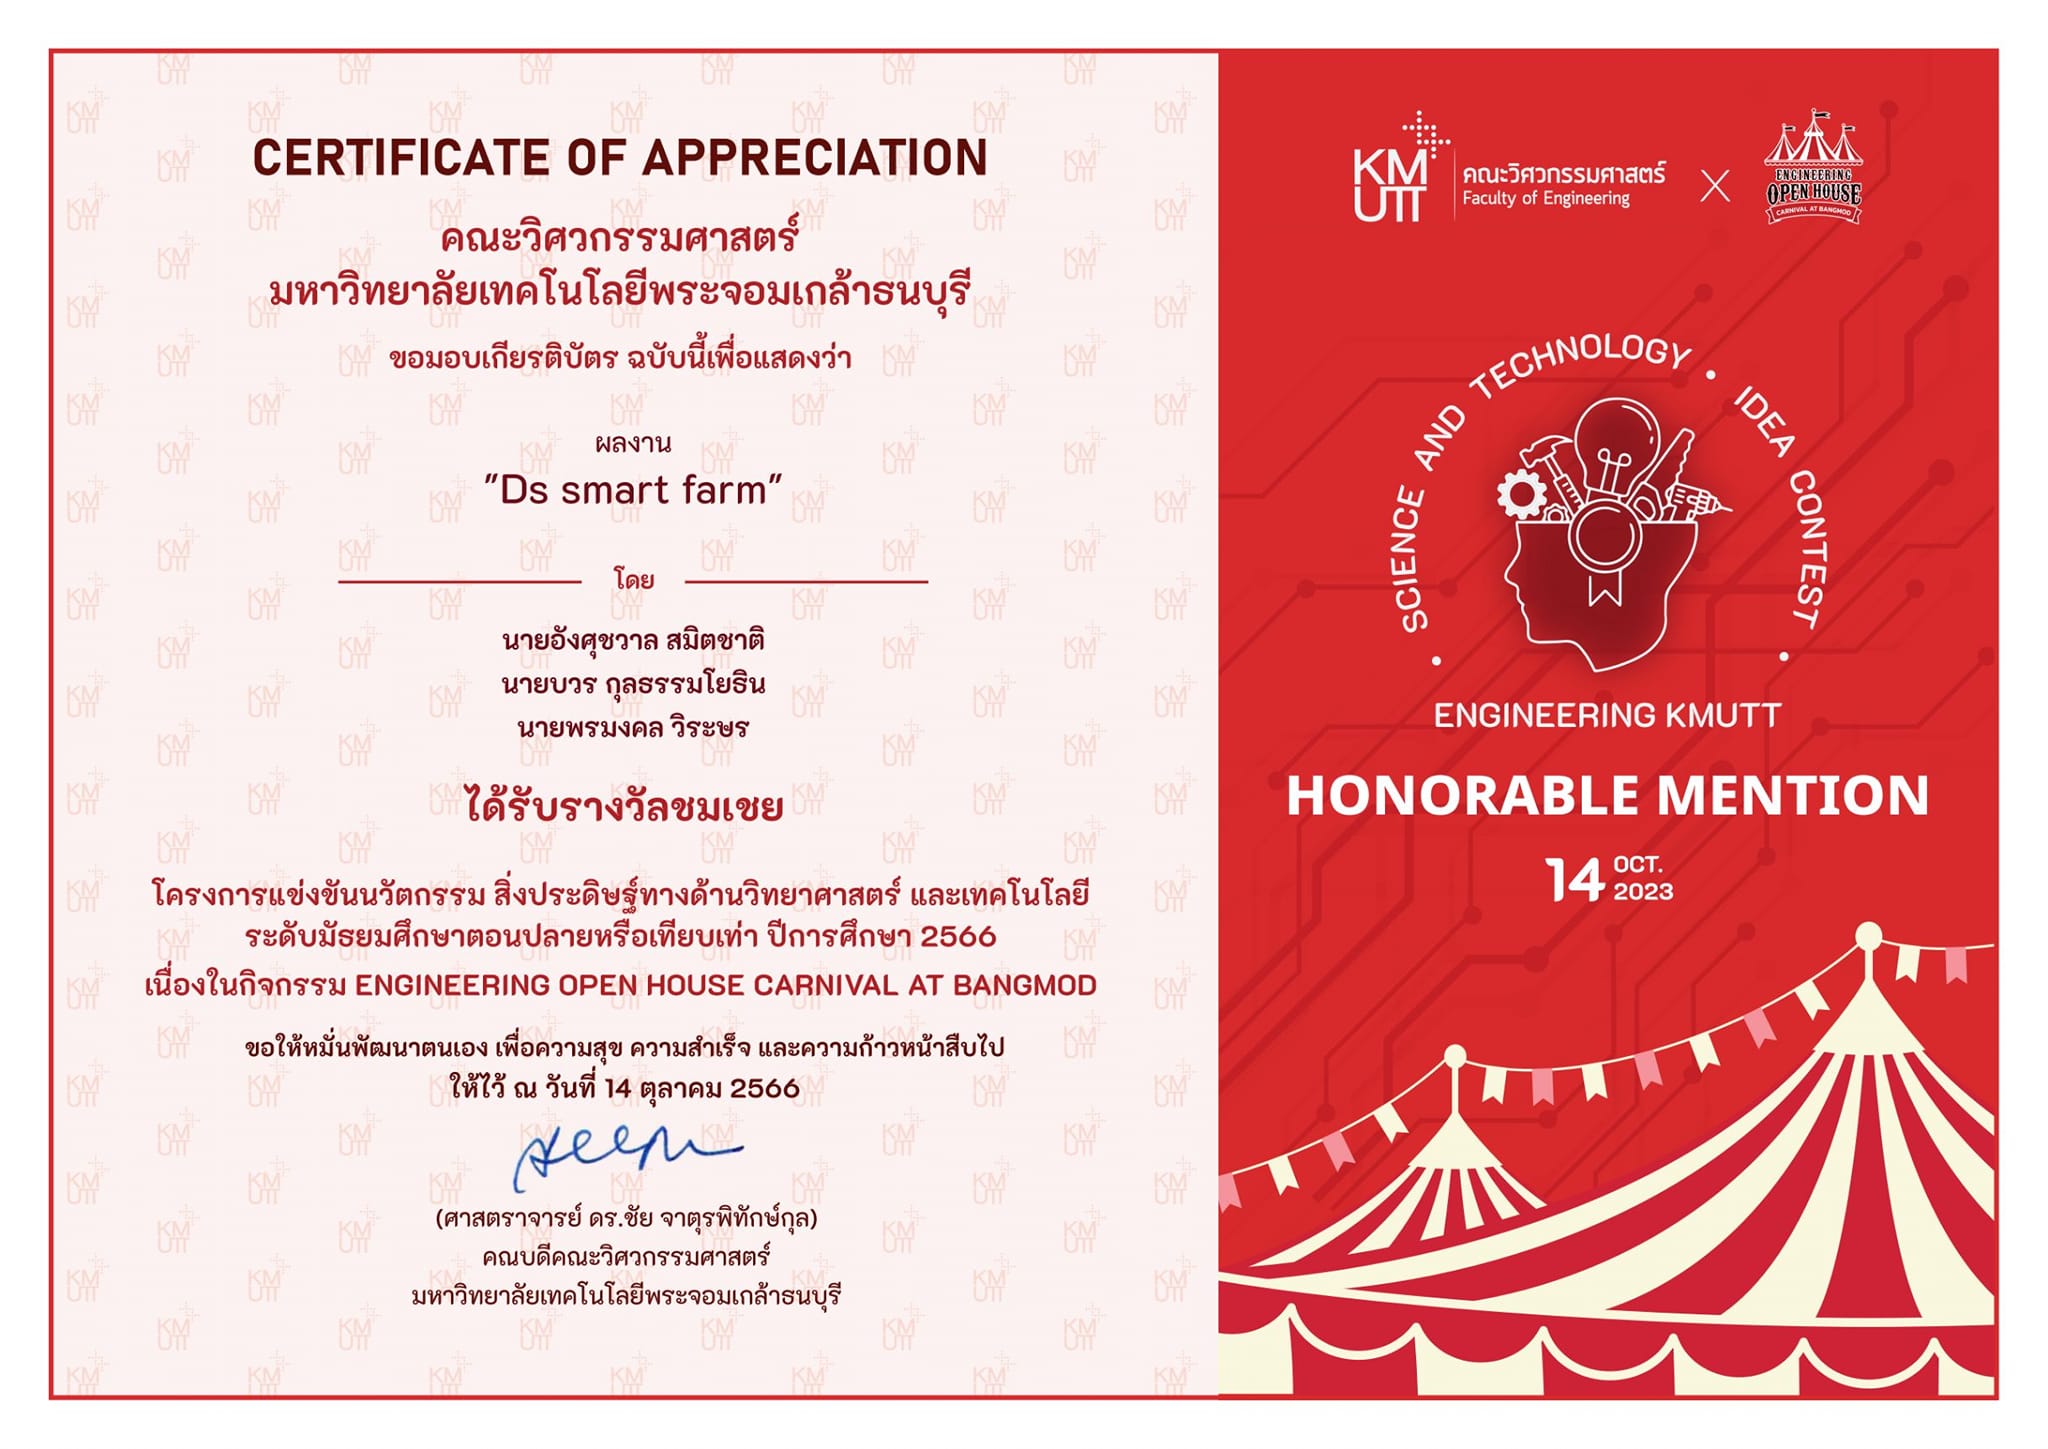 CERTIFICATE OF APPRECIATION
คณะวิศวกรรมศาสตร์
มหาวิทยาลัยเทคโนโลยีพระจอมเกล้าธนบุรี
ขอมอบเกียรติบัตร ฉบับนี้เพื่อแสดงว่า
ผลงาน
"Ds smart farm"
โดย
นายอังศุชวาล สมิตชาติ
นายบวร กุลธรรมโยธิน
นายพรมงคล วิระษร
ได้รับรางวัลชมเชย
โครงการแข่งขันนวัตกรรม สิ่งประดิษฐ์ทางด้านวิทยาศาสตร์ และเทคโนโลยี
ระดับมัธยมศึกษาตอนปลายหรือเทียบเท่า ปีการศึกษา 2566
เนื่องในกิจกรรม ENGINEERING OPEN HOUSE CARNIVAL AT BANGMOD
ขอให้หมั่นพัฒนาตนเอง เพื่อความสุข ความสำเร็จ และความก้าวหน้าสืบไป
ให้ไว้ ณ วันที่ 14 ตุลาคม 2566
(ศาสตราจารย์ ดร.ชัย จาตุรพิทักษ์กุล)
คณบดีคณะวิศวกรรมศาสตร์
มหาวิทยาลัยเทคโนโลยีพระจอมเกล้าธนบุรี
KMUTT
คณะวิศวกรรมศาสตร์
Faculty of Engineering
X
ENGINEERING
OPEN HOUSE
CARNIVAL AT BANGMOD
• SCIENCE AND TECHNOLOGY • IDEA CONTEST •
ENGINEERING KMUTT
HONORABLE MENTION
14 OCT. 2023